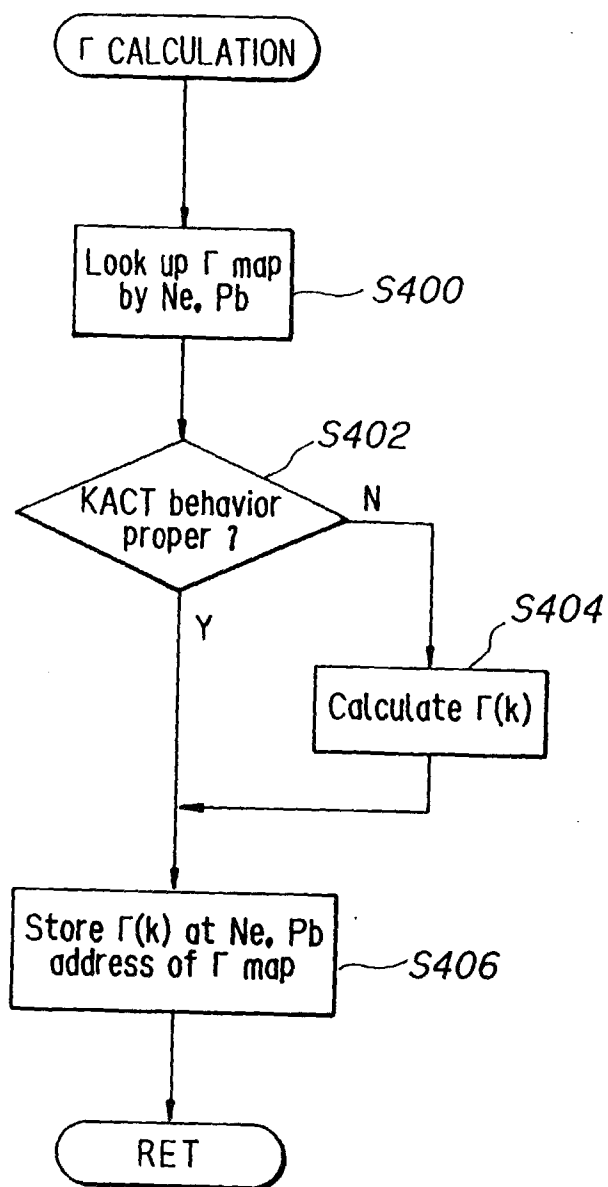 Γ CALCULATION
Look up Γ map
by Ne, Pb
S400
S402
KACT behavior
proper ?
N
Y
S404
Calculate Γ(k)
Store Γ(k) at Ne, Pb
address of Γ map
S406
RET